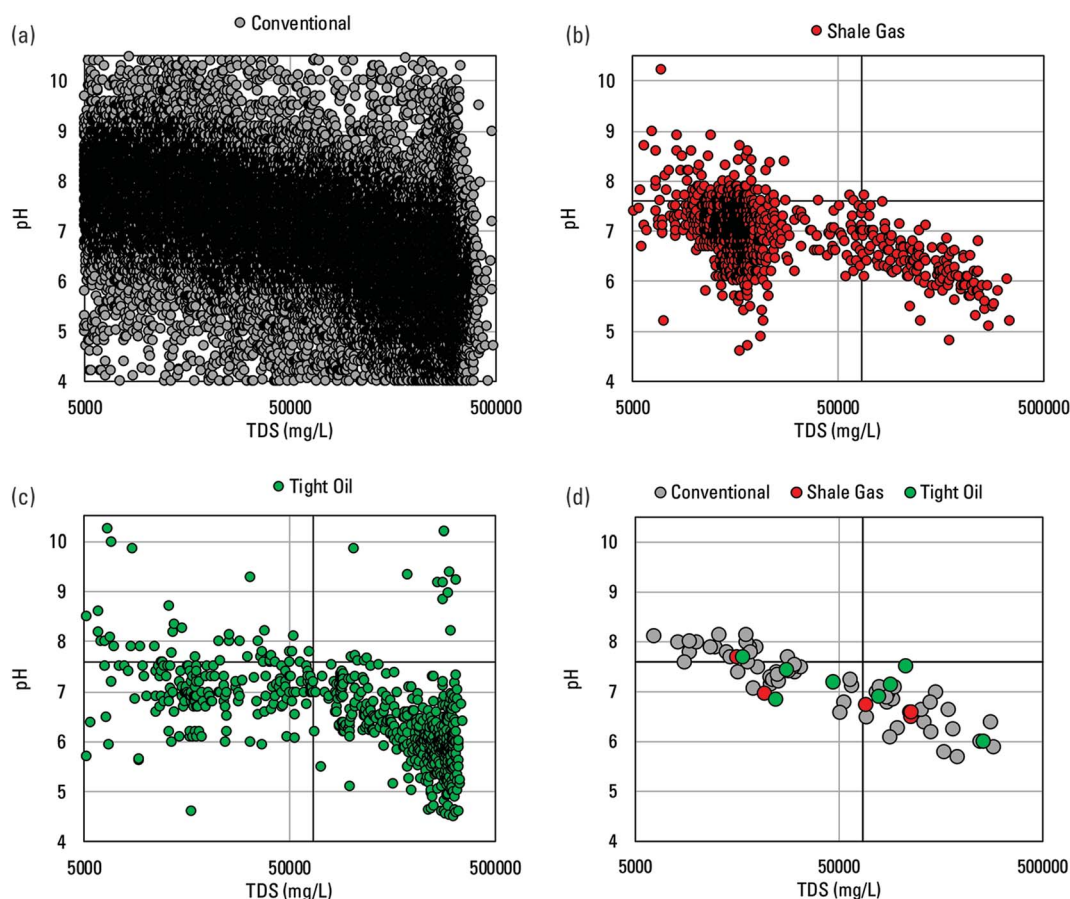 (a)
Conventional
10
9
8
7
6
5
4
pH
5000
50000
500000
TDS (mg/L)
(b)
Shale Gas
10
9
8
7
6
5
4
pH
5000
50000
500000
TDS (mg/L)
(c)
Tight Oil
10
9
8
7
6
5
4
pH
5000
50000
500000
TDS (mg/L)
(d)
Conventional Shale Gas Tight Oil
10
9
8
7
6
5
4
pH
5000
50000
500000
TDS (mg/L)